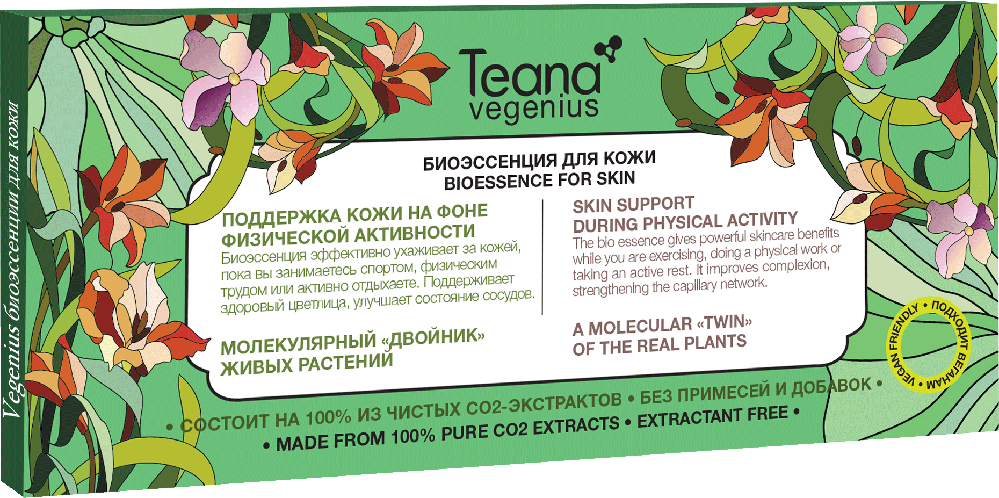 Teana
vegenius
БИОЭССЕНЦИЯ ДЛЯ КОЖИ
BIOESSENCE FOR SKIN
ПОДДЕРЖКА КОЖИ НА ФОНЕ
ФИЗИЧЕСКОЙ АКТИВНОСТИ
Биоэссенция эффективно ухаживает за кожей,
пока вы занимаетесь спортом, физическим
трудом или активно отдыхаете. Поддерживает
здоровый цветлица, улучшает состояние сосудов.
МОЛЕКУЛЯРНЫЙ «ДВОЙНИК»
ЖИВЫХ РАСТЕНИЙ
SKIN SUPPORT
DURING PHYSICAL ACTIVITY
The bio essence gives powerful skincare benefits
while you are exercising, doing a physical work or
taking an active rest. It improves complexion,
strengthening the capillary network.
A MOLECULAR «TWIN»
OF THE REAL PLANTS
• СОСТОИТ НА 100% ИЗ ЧИСТЫХ CO2-ЭКСТРАКТОВ • БЕЗ ПРИМЕСЕЙ И ДОБАВОК •
• MADE FROM 100% PURE CO2 EXTRACTS • EXTRACTANT FREE •
VEGAN FRIENDLY • ПОДХОДИТ ВЕГАНАМ •
Vegenius биоэссенции для кожи